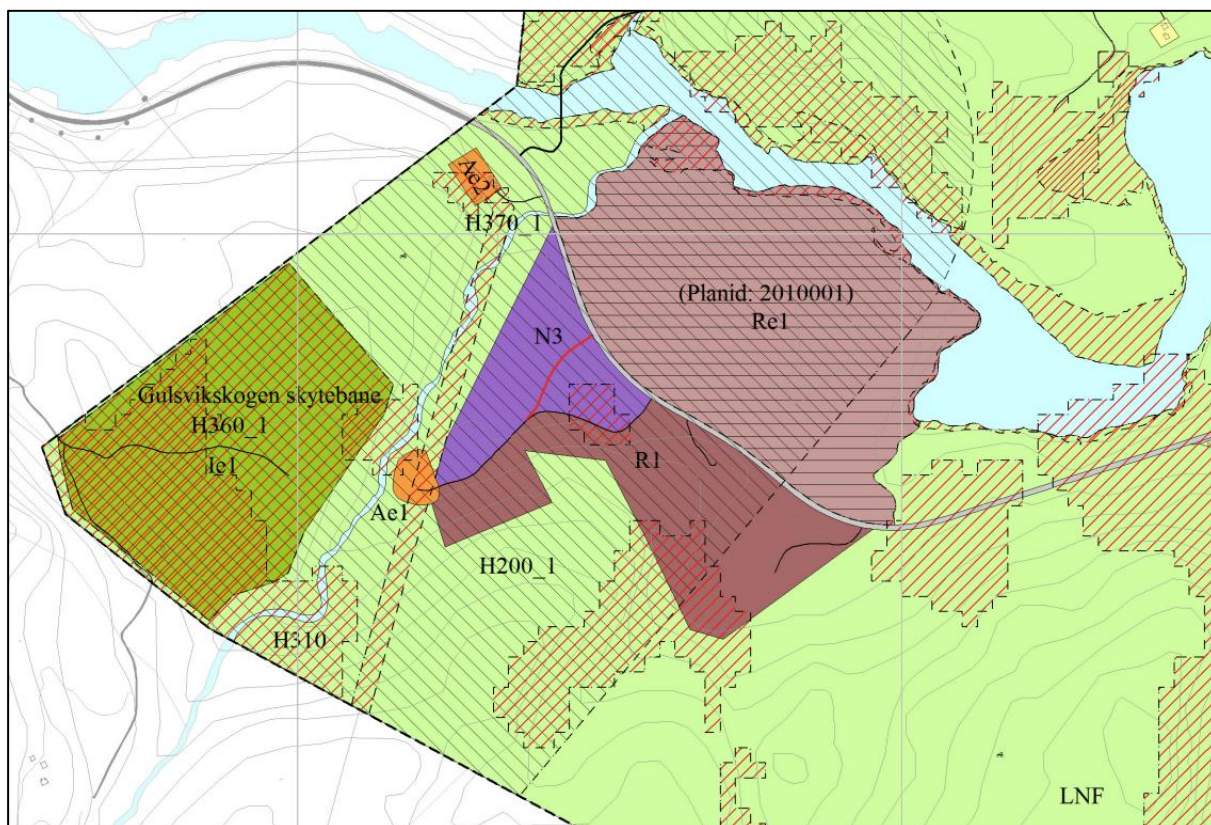 Ae2
H370_1
(Planid: 2010001)
Re1
N3
Gulsvikskogen skytebane
H360_1
Ie1
R1
Ae1
H200_1
H310
LNF